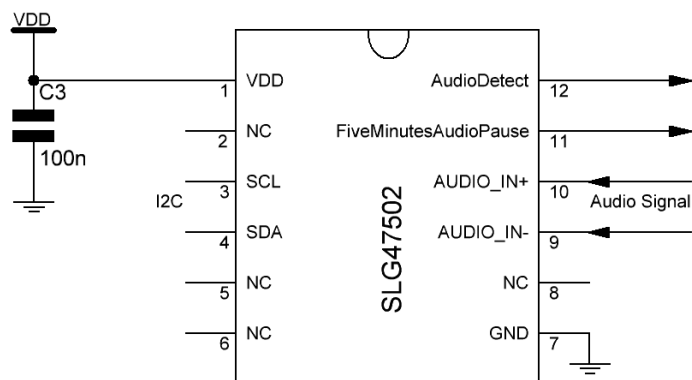 VDD
C3
100n
1 VDD
2 NC
I2C
3 SCL
4 SDA
5 NC
6 NC
SLG47502
AudioDetect 12
FiveMinutesAudioPause 11
AUDIO_IN+ 10
Audio Signal
AUDIO_IN- 9
NC 8
GND 7